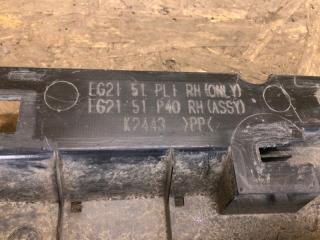 EG21 51 PL1 RH (ONLY)
EG21 51 P40 RH (ASSY)
K2443 >PP<